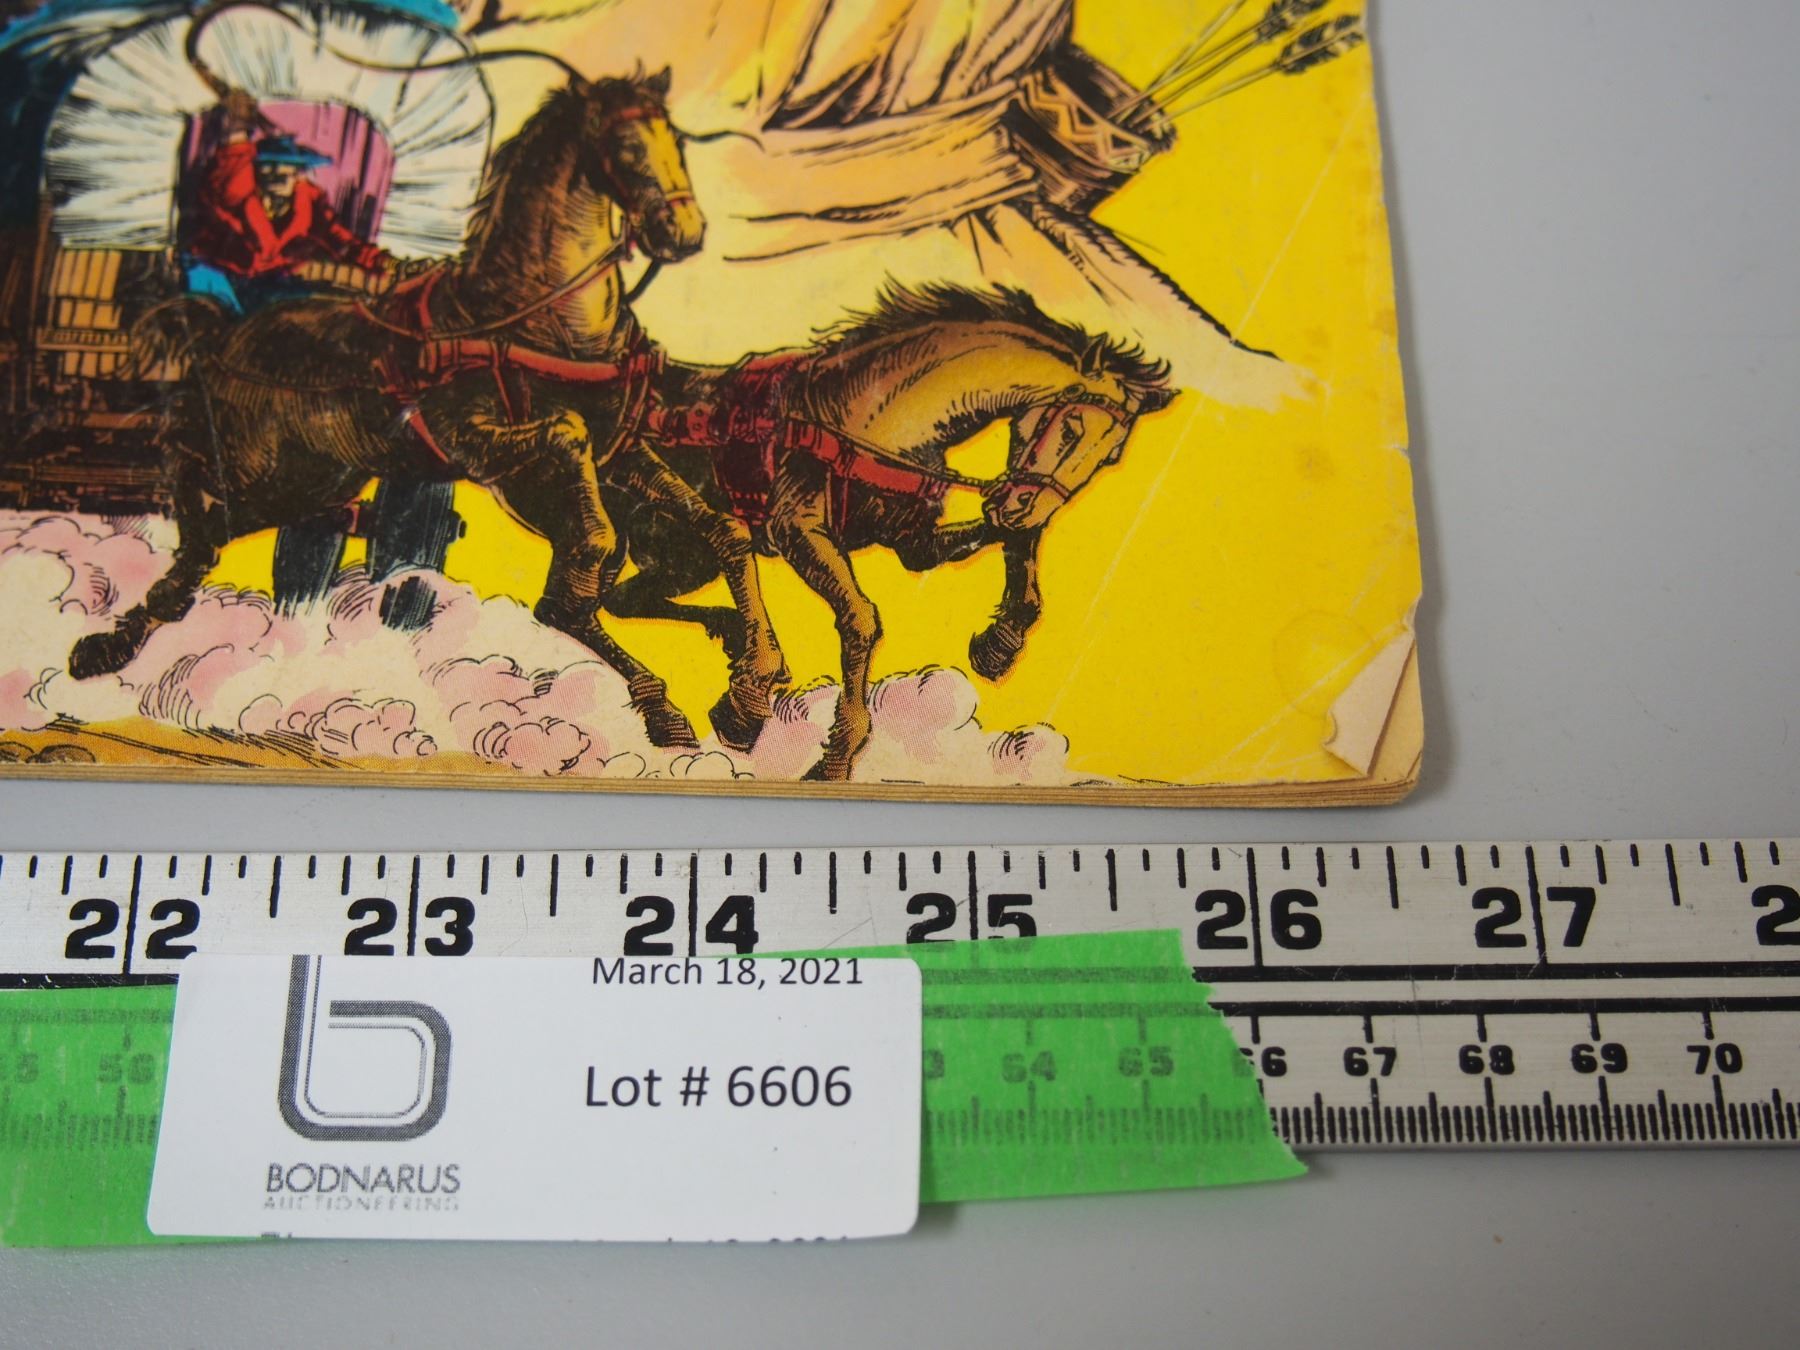 22 23 24 25 26 27 2
March 18, 2021
56 64 65 66 67 68 69 70
Lot # 6606
BODNARUS
AUCTIONEERING